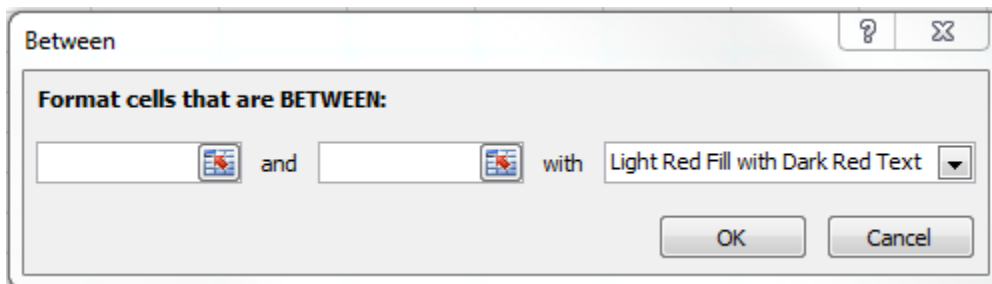 Between
Format cells that are BETWEEN:
and with Light Red Fill with Dark Red Text
OK Cancel